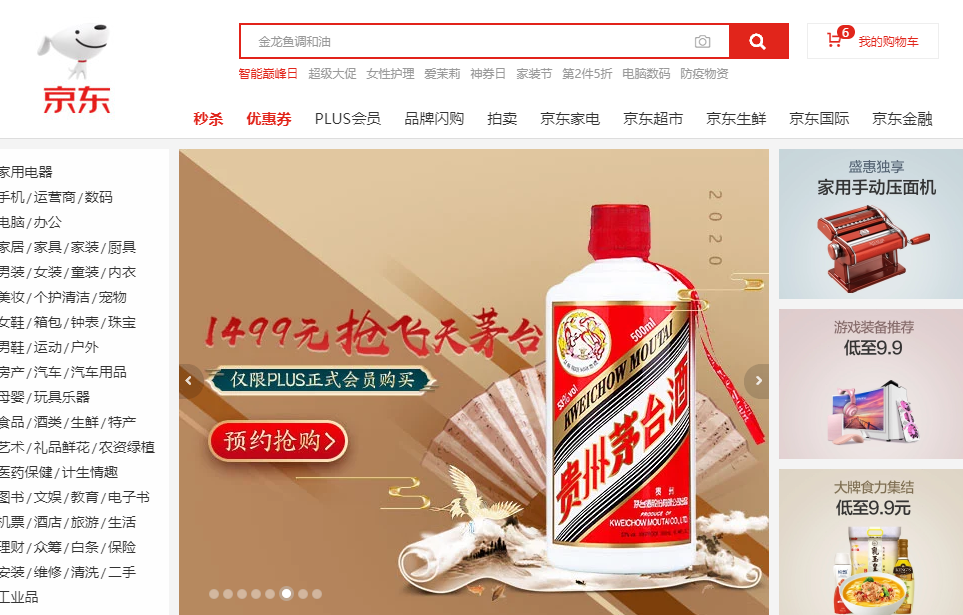 京东
金龙鱼调和油
6
我的购物车
智能巅峰日 超级大促 女性护理 爱茉莉 神券日 家装节 第2件5折 电脑数码 防疫物资
秒杀 优惠券 PLUS会员 品牌闪购 拍卖 京东家电 京东超市 京东生鲜 京东国际 京东金融
家用电器
手机/运营商/数码
电脑/办公
家居/家具/家装/厨具
男装/女装/童装/内衣
美妆/个护清洁/宠物
女鞋/箱包/钟表/珠宝
男鞋/运动/户外
房产/汽车/汽车用品
母婴/玩具乐器
食品/酒类/生鲜/特产
艺术/礼品鲜花/农资绿植
医药保健/计生情趣
图书/文娱/教育/电子书
机票/酒店/旅游/生活
理财/众筹/白条/保险
安装/维修/清洗/二手
工业品
1499元抢飞天茅台
仅限PLUS正式会员购买
预约抢购
2020
500ml
53%vol
KWEICHOW MOUTAI
贵州茅台酒
贵 州
PRODUCE OF
KWEICHOW MOUTAI CO.,LTD.
盛惠独享
家用手动压面机
游戏装备推荐
低至9.9
大牌食力集结
低至9.9元